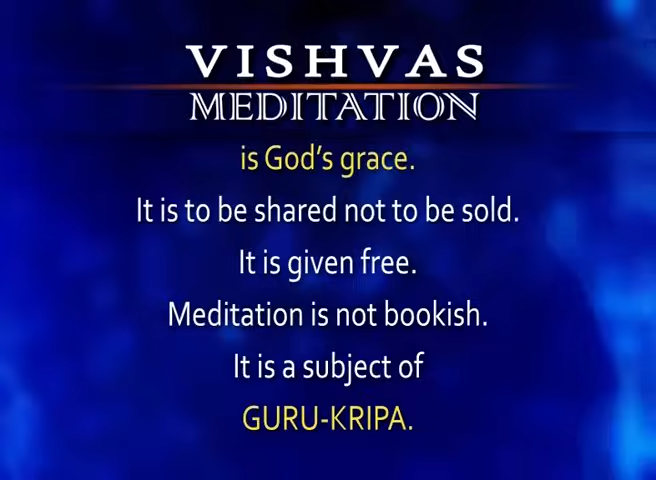 VISHVAS
MEDITATION
is God's grace.
It is to be shared not to be sold.
It is given free.
Meditation is not bookish.
It is a subject of
GURU-KRIPA.